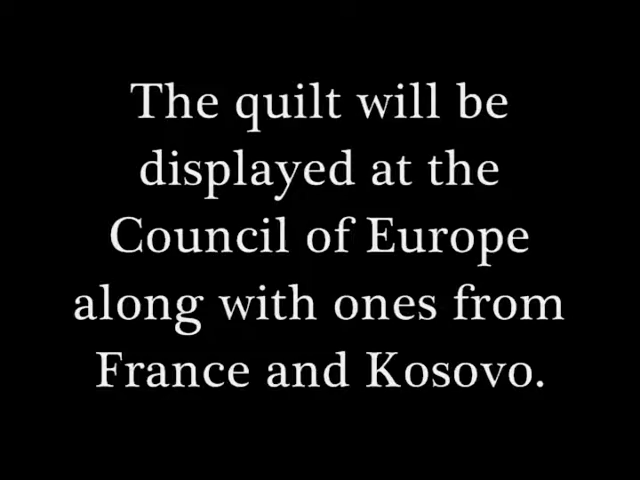 The quilt will be
displayed at the
Council of Europe
along with ones from
France and Kosovo.